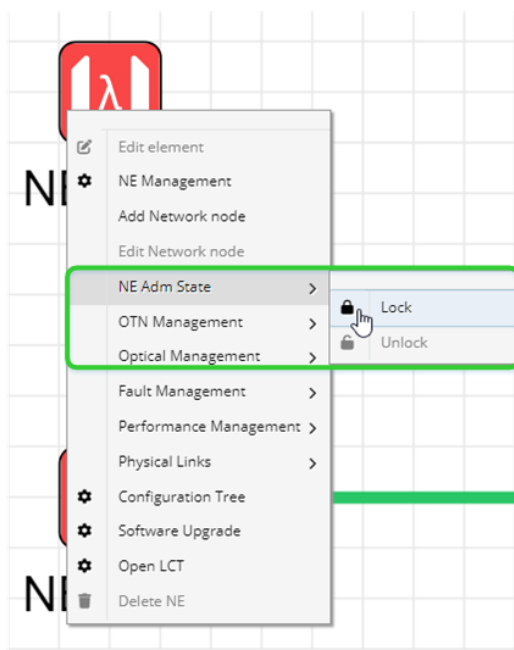 λ
NE
Edit element
NE Management
Add Network node
Edit Network node
NE Adm State
Lock
OTN Management
Unlock
Optical Management
Fault Management
Performance Management
Physical Links
Configuration Tree
Software Upgrade
Open LCT
NE
Delete NE